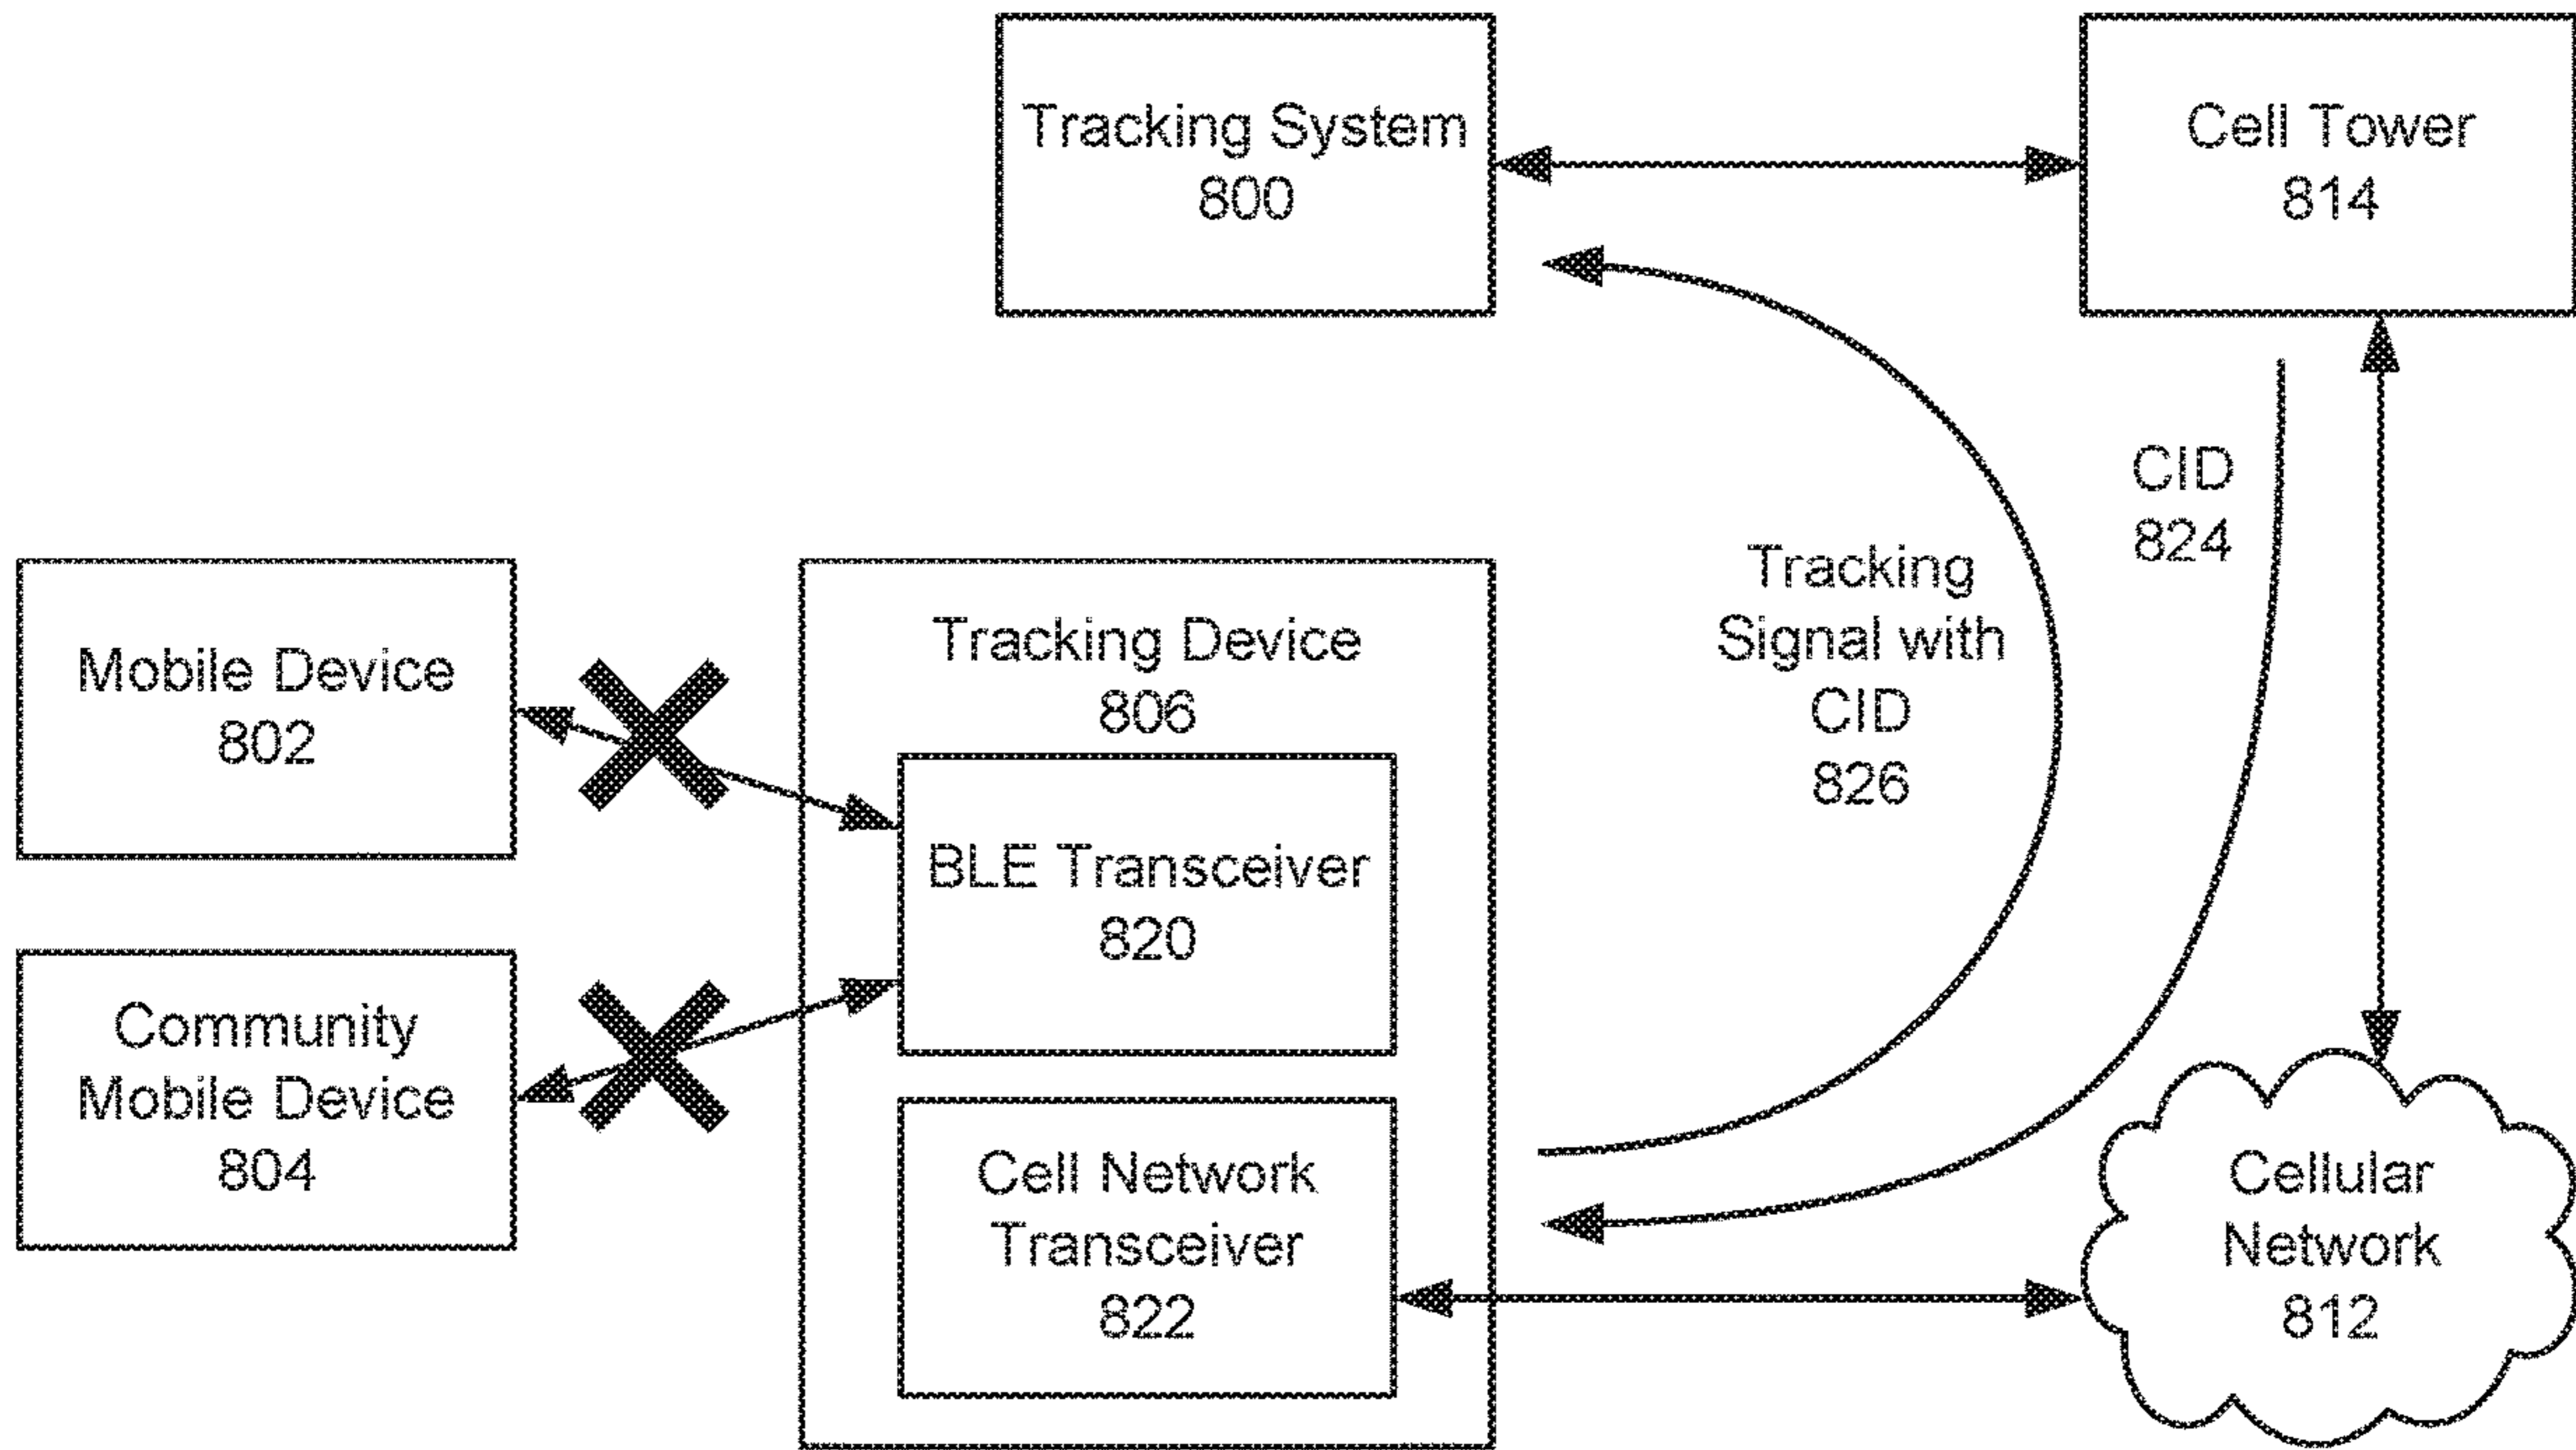 Tracking System
800
Cell Tower
814
CID
824
Tracking
Signal with
CID
826
Mobile Device
802
Tracking Device
806
BLE Transceiver
820
Community
Mobile Device
804
Cell Network
Transceiver
822
Cellular
Network
812